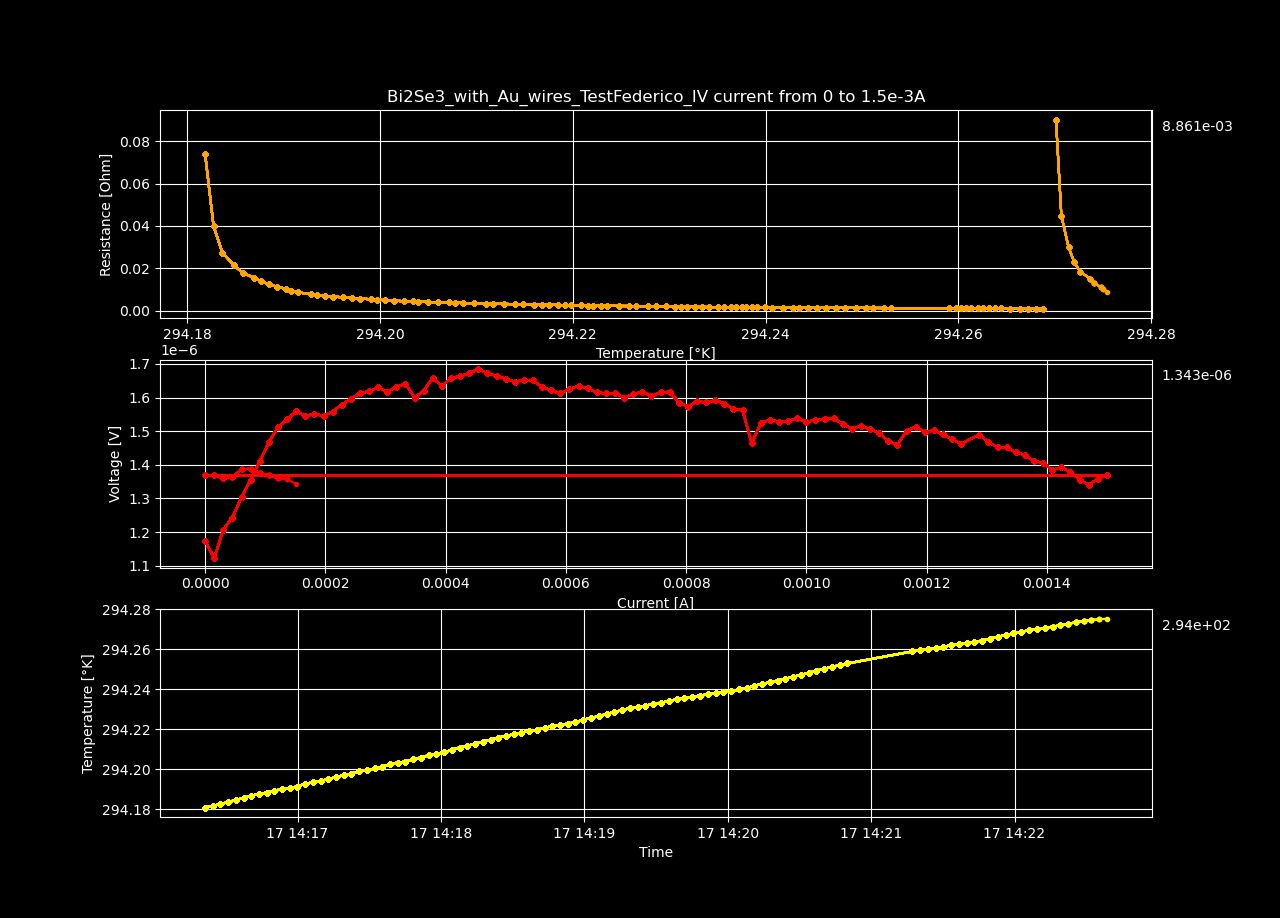 Bi2Se3_with_Au_wires_TestFederico_IV current from 0 to 1.5e-3A
8.861e-03
Resistance [Ohm]
0.08
0.06
0.04
0.02
0.00
294.18 294.20 294.22 294.24 294.26 294.28
Temperature [°K]
1e−6
1.343e-06
Voltage [V]
1.7
1.6
1.5
1.4
1.3
1.2
1.1
0.0000 0.0002 0.0004 0.0006 0.0008 0.0010 0.0012 0.0014
Current [A]
2.94e+02
Temperature [°K]
294.28
294.26
294.24
294.22
294.20
294.18
17 14:17 17 14:18 17 14:19 17 14:20 17 14:21 17 14:22
Time